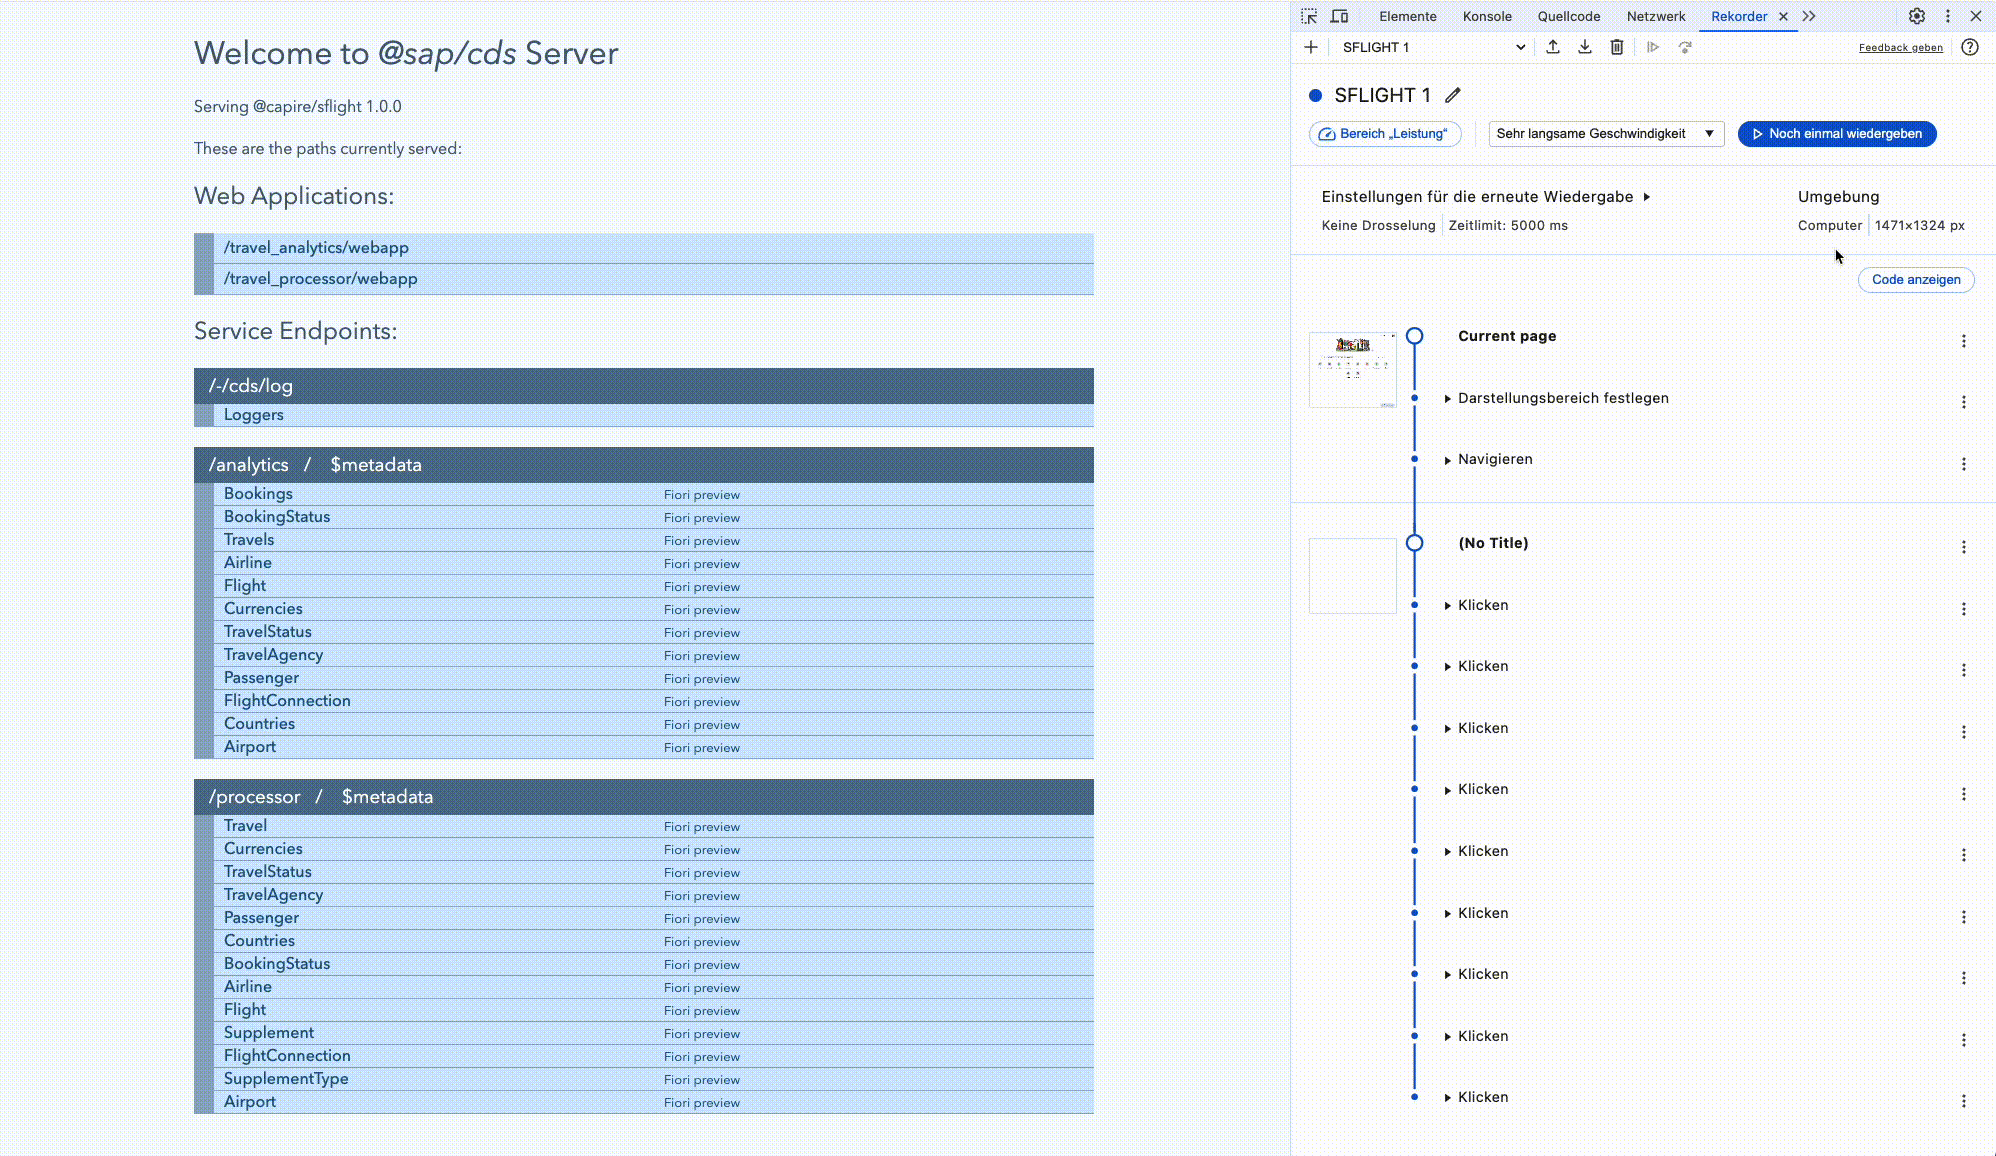 Welcome to @sap/cds Server
Serving @capire/sflight 1.0.0
These are the paths currently served:
Web Applications:
/travel_analytics/webapp
/travel_processor/webapp
Service Endpoints:
/-/cds/log
Loggers
/analytics / $metadata
Bookings Fiori preview
BookingStatus Fiori preview
Travels Fiori preview
Airline Fiori preview
Flight Fiori preview
Currencies Fiori preview
TravelStatus Fiori preview
TravelAgency Fiori preview
Passenger Fiori preview
FlightConnection Fiori preview
Countries Fiori preview
Airport Fiori preview
/processor / $metadata
Travel Fiori preview
Currencies Fiori preview
TravelStatus Fiori preview
TravelAgency Fiori preview
Passenger Fiori preview
Countries Fiori preview
BookingStatus Fiori preview
Airline Fiori preview
Flight Fiori preview
Supplement Fiori preview
FlightConnection Fiori preview
SupplementType Fiori preview
Airport Fiori preview
Elemente Konsole Quellcode Netzwerk Rekorder
SFLIGHT 1 Feedback geben
SFLIGHT 1
Bereich „Leistung“ Sehr langsame Geschwindigkeit Noch einmal wiedergeben
Einstellungen für die erneute Wiedergabe Umgebung
Keine Drosselung Zeitlimit: 5000 ms Computer 1471×1324 px
Code anzeigen
Current page
Darstellungsbereich festlegen
Navigieren
(No Title)
Klicken
Klicken
Klicken
Klicken
Klicken
Klicken
Klicken
Klicken
Klicken